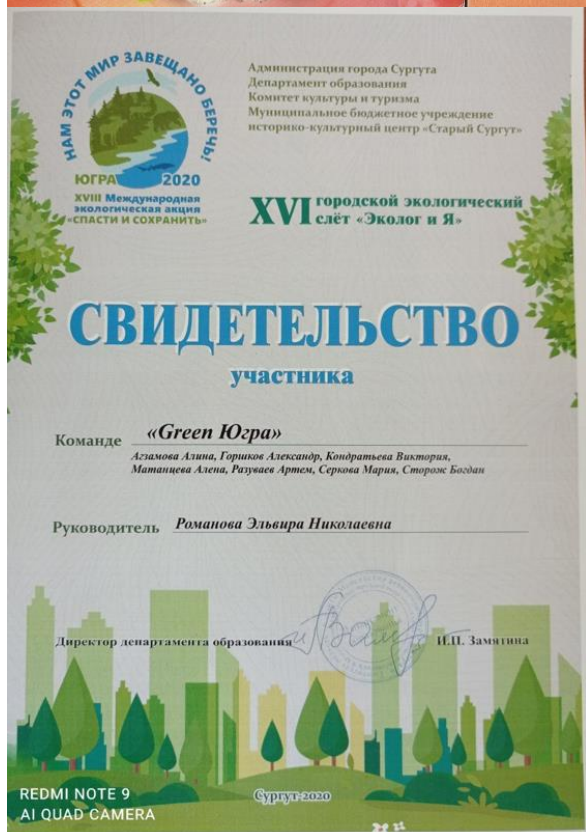 НАМ ЭТОТ МИР ЗАВЕЩАНО БЕРЕЧЬ!
ЮГРА 2020
XVIII Международная
экологическая акция
«СПАСТИ И СОХРАНИТЬ»
Администрация города Сургута
Департамент образования
Комитет культуры и туризма
Муниципальное бюджетное учреждение
историко-культурный центр «Старый Сургут»
XVI городской экологический
слёт «Эколог и Я»
СВИДЕТЕЛЬСТВО
участника
Команде «Green Югра»
Агзамова Алина, Горшков Александр, Кондратьева Виктория,
Матанцева Алена, Разуваев Артем, Серкова Мария, Сторож Богдан
Руководитель Романова Эльвира Николаевна
Директор департамента образования И.П. Замятина
Сургут-2020
REDMI NOTE 9
AI QUAD CAMERA